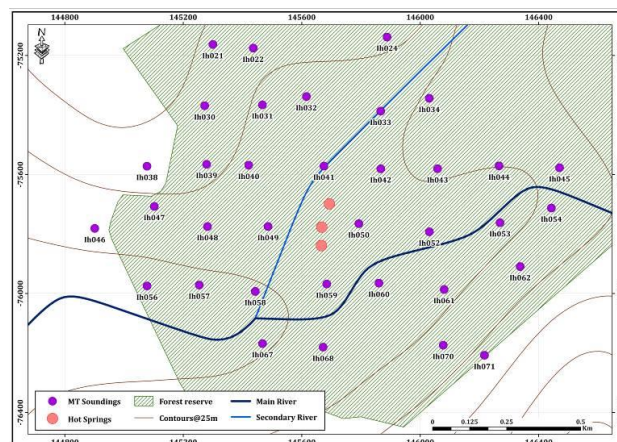 144800 145200 145600 146000 146400
N
-75200
-75600
-76000
-76400
lh024
lh021 lh022
lh032 lh034
lh030 lh031 lh033
lh038 lh039 lh040 lh041 lh042 lh043 lh044 lh045
lh047 lh054
lh046 lh048 lh049 lh050 lh052 lh053
lh062
lh056 lh057 lh058 lh059 lh060 lh061
lh067 lh068 lh070 lh071
MT Soundings Forest reserve Main River
Hot Springs Contours@25m Secondary River
0 0.125 0.25 0.5
Km
144800 145200 145600 146000 146400